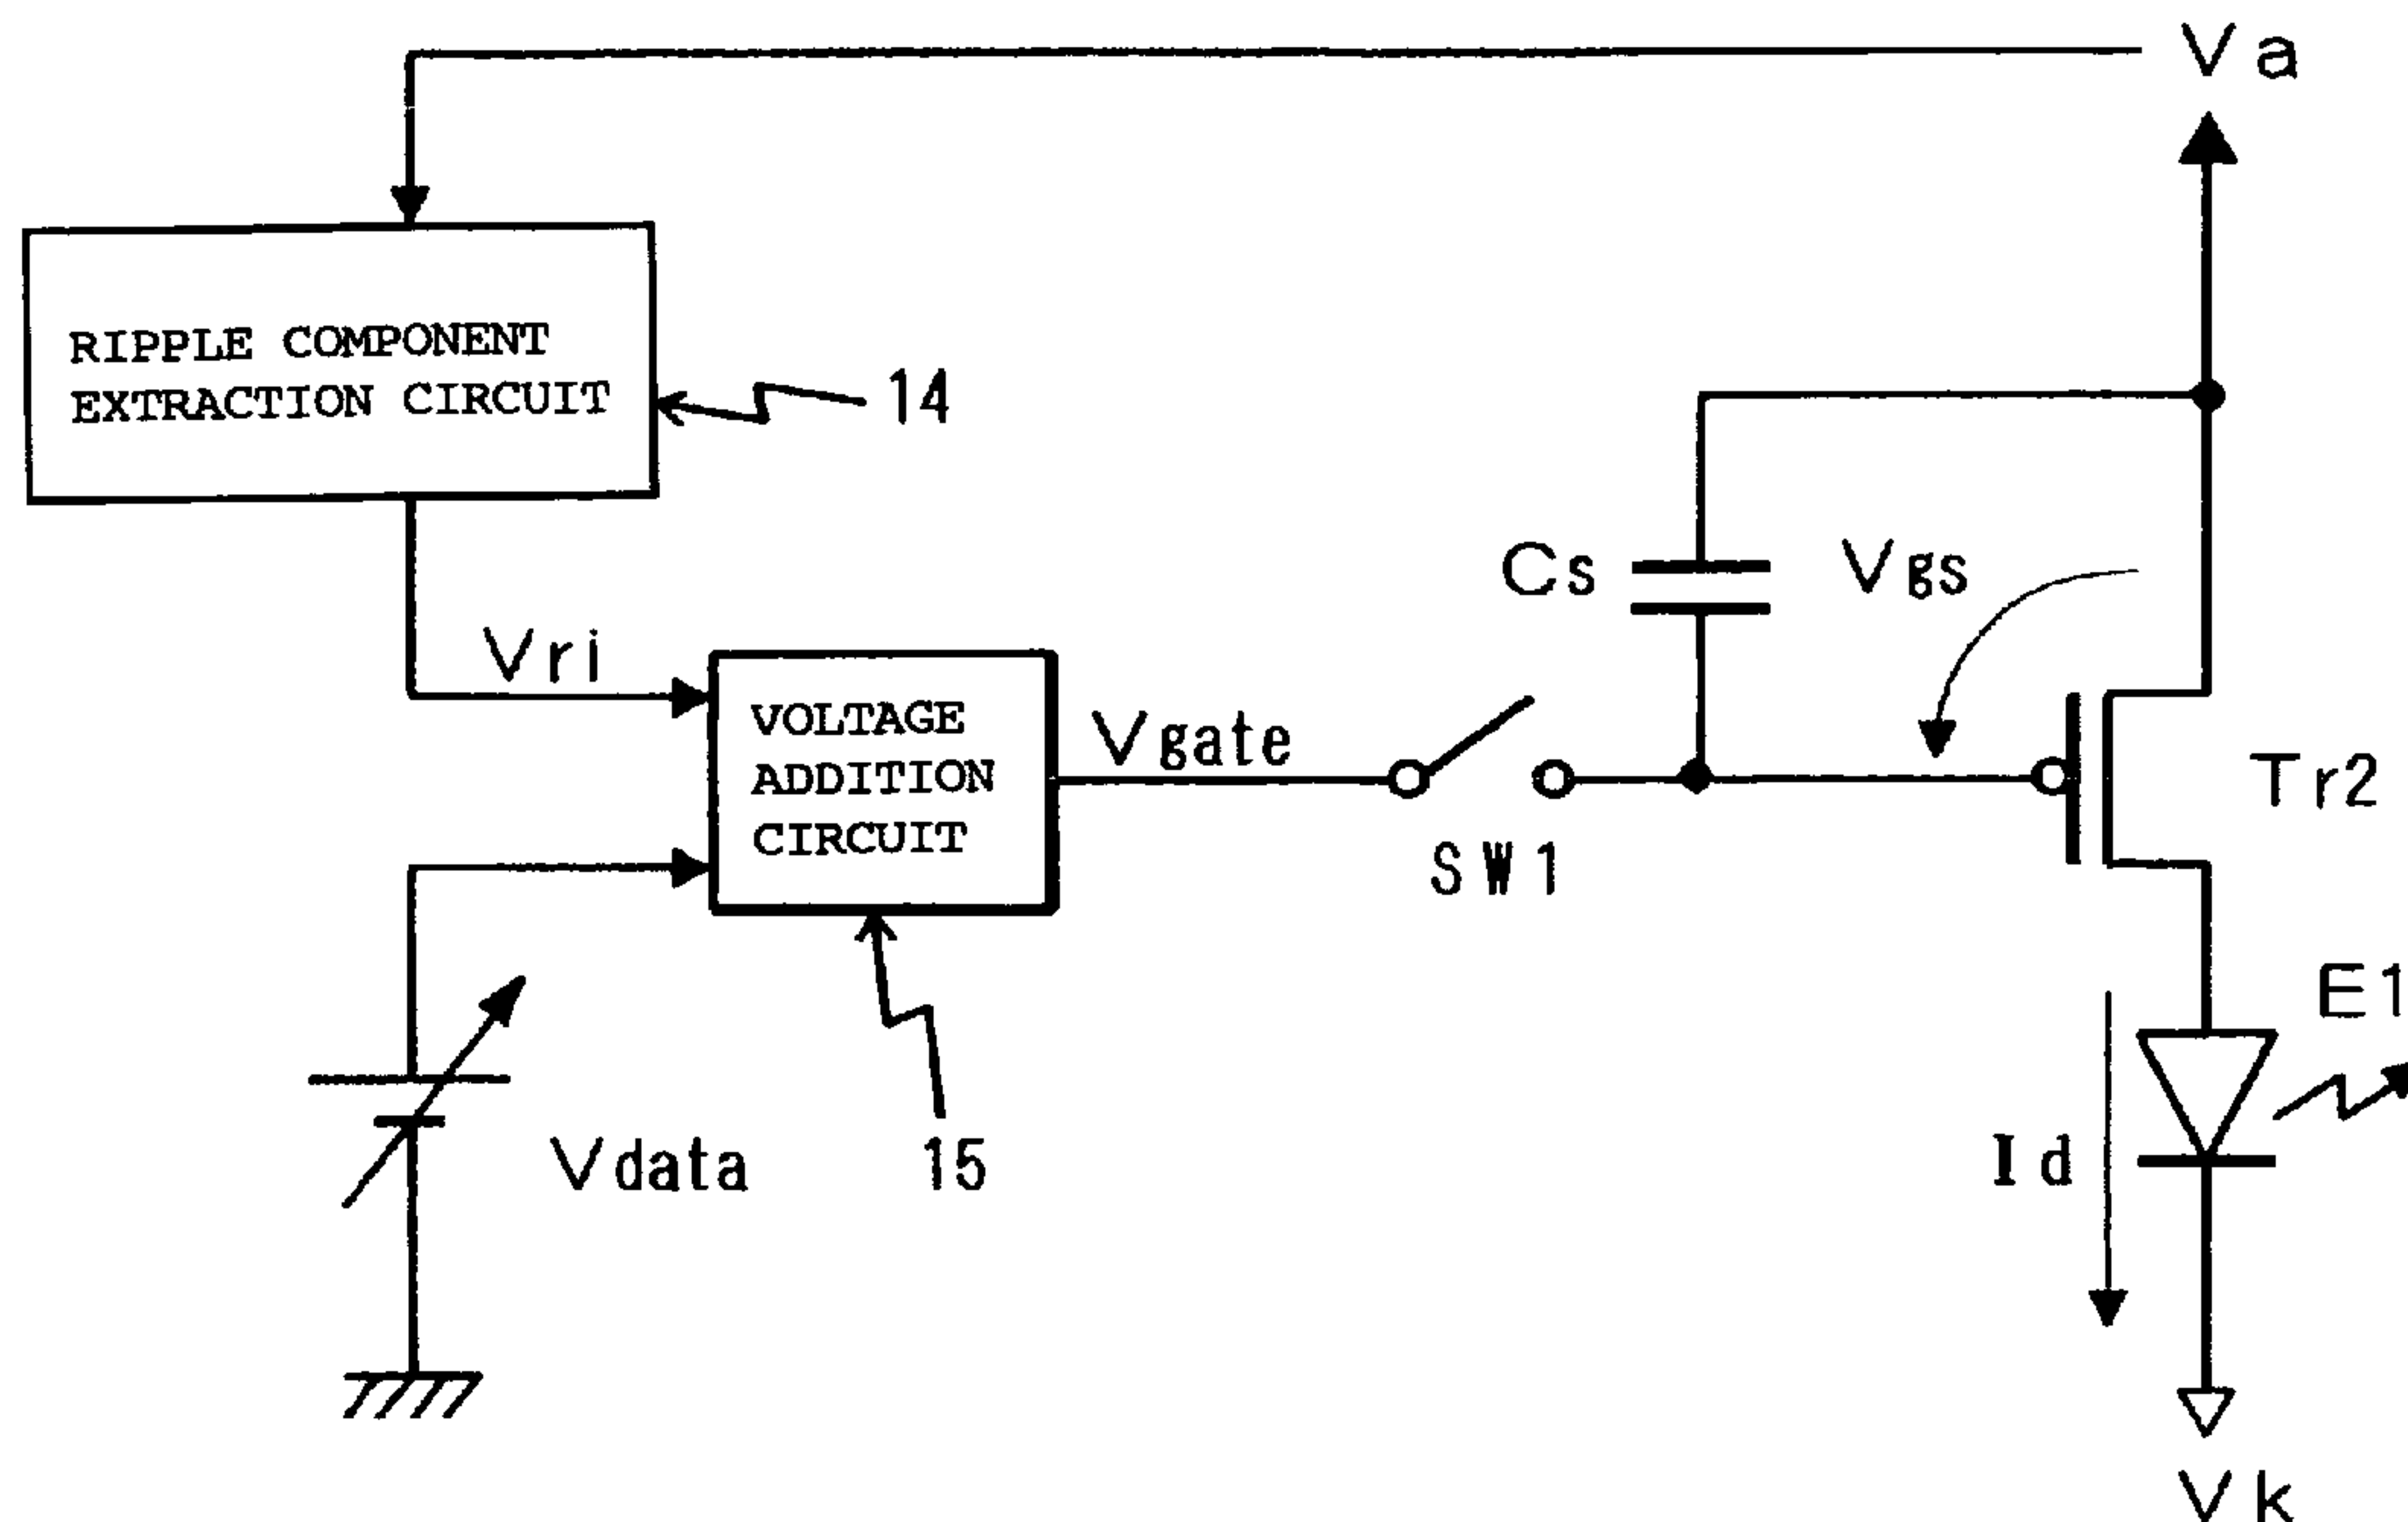 Va
RIPPLE COMPONENT
EXTRACTION CIRCUIT
14
Cs
Vgs
Vri
VOLTAGE
ADDITION
CIRCUIT
Vgate
SW1
Tr2
E1
Vdata
15
Id
Vk